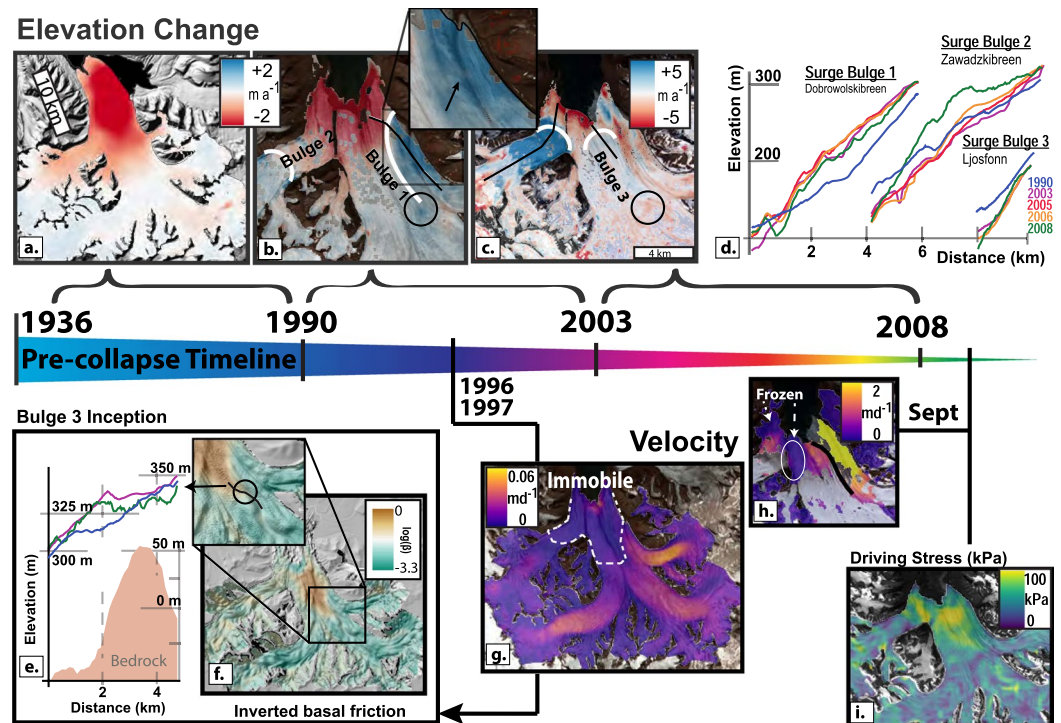 Elevation Change
10 km
+2
m a-1
-2
a.
Bulge 2
Bulge 1
b.
+5
m a-1
-5
Bulge 3
4 km
c.
Elevation (m)
300
200
Surge Bulge 1
Dobrowolskibreen
Surge Bulge 2
Zawadzkibreen
Surge Bulge 3
Ljosfonn
1990
2003
2005
2006
2008
2
4
6
8
Distance (km)
d.
1936
1990
2003
2008
Pre-collapse Timeline
1996
1997
Sept
Bulge 3 Inception
350 m
325 m
300 m
50 m
0 m
Elevation (m)
Bedrock
e.
2
4
Distance (km)
0
log(β)
-3.3
f.
Inverted basal friction
Velocity
0.06
md-1
0
Immobile
g.
Frozen
2
md-1
0
h.
Driving Stress (kPa)
100
kPa
0
i.